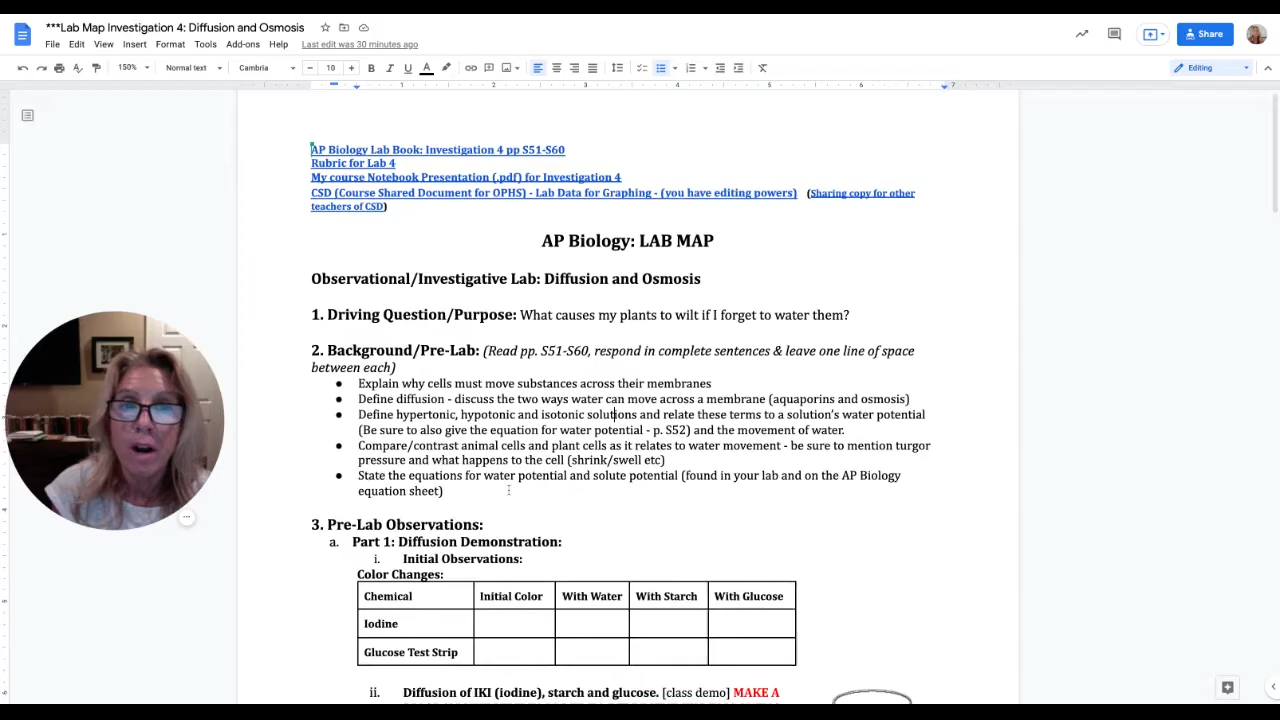 ***Lab Map Investigation 4: Diffusion and Osmosis
File Edit View Insert Format Tools Add-ons Help Last edit was 30 minutes ago
Share
150% Normal text Cambria − 10 + B I U A Editing
1 2 3 4 5 6 7
AP Biology Lab Book: Investigation 4 pp S51-S60
Rubric for Lab 4
My course Notebook Presentation (.pdf) for Investigation 4
CSD (Course Shared Document for OPHS) - Lab Data for Graphing - (you have editing powers) (Sharing copy for other
teachers of CSD)
AP Biology: LAB MAP
Observational/Investigative Lab: Diffusion and Osmosis
1. Driving Question/Purpose: What causes my plants to wilt if I forget to water them?
2. Background/Pre-Lab: (Read pp. S51-S60, respond in complete sentences & leave one line of space
between each)
● Explain why cells must move substances across their membranes
● Define diffusion - discuss the two ways water can move across a membrane (aquaporins and osmosis)
● Define hypertonic, hypotonic and isotonic solutions and relate these terms to a solution's water potential
(Be sure to also give the equation for water potential - p. S52) and the movement of water.
● Compare/contrast animal cells and plant cells as it relates to water movement - be sure to mention turgor
pressure and what happens to the cell (shrink/swell etc)
● State the equations for water potential and solute potential (found in your lab and on the AP Biology
equation sheet)
3. Pre-Lab Observations:
a. Part 1: Diffusion Demonstration:
i. Initial Observations:
Color Changes:
Chemical Initial Color With Water With Starch With Glucose
Iodine
Glucose Test Strip
ii. Diffusion of IKI (iodine), starch and glucose. [class demo] MAKE A